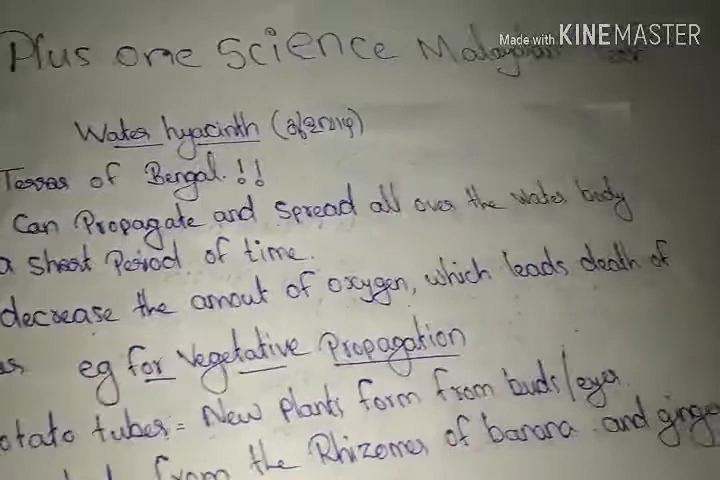 Made with KINEMASTER
Plus one Science Malayalam
Water hyacinth
Terror of Bengal !!
Can Propagate and spread all over the water body
a short Period of time.
decrease the amout of oxygen, which leads death of
eg for Vegetative Propagation
otato tuber = New plants form from buds/eyes
from the Rhizomes of banana and ginge